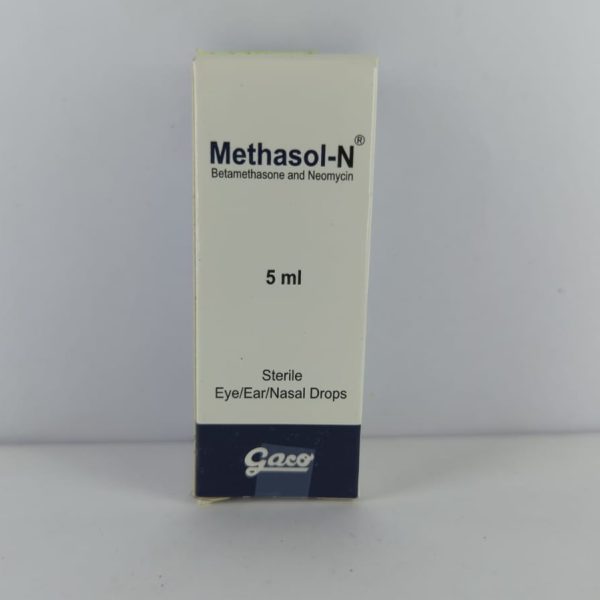 Methasol-N®
Betamethasone and Neomycin
5 ml
Sterile
Eye/Ear/Nasal Drops
Gaco